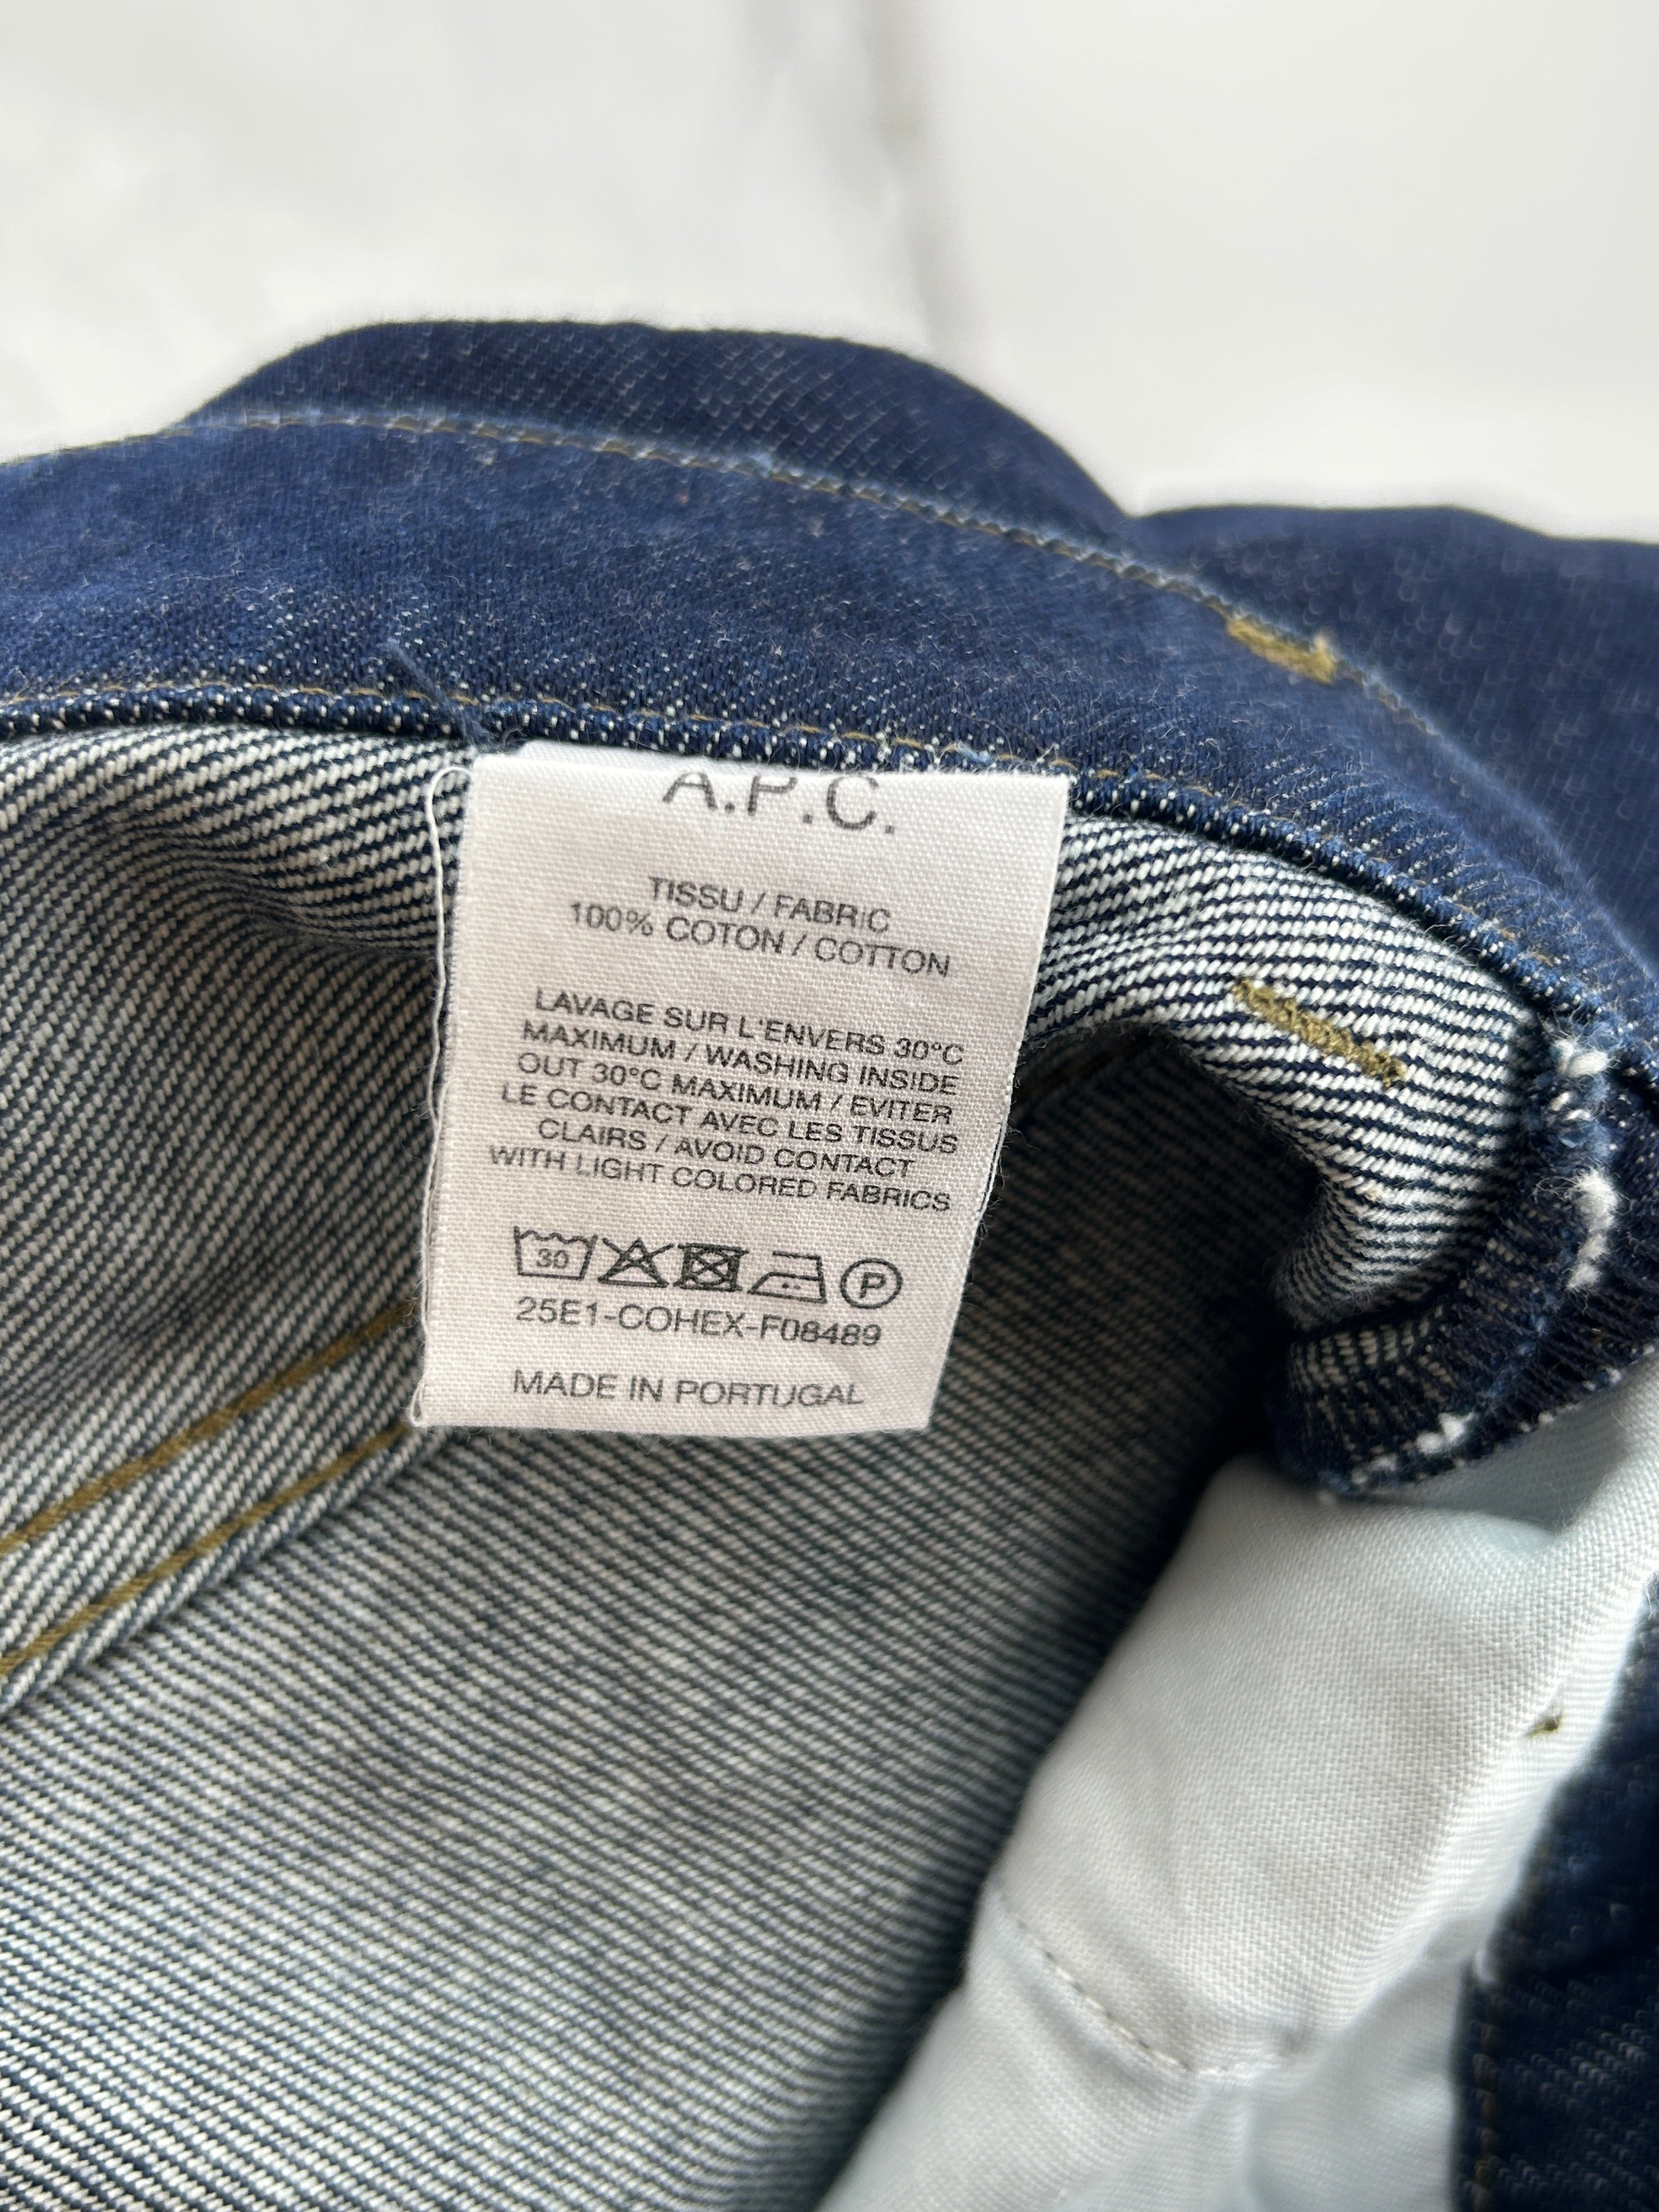 A.P.C.
TISSU / FABRIC
100% COTON / COTTON
LAVAGE SUR L'ENVERS 30°C
MAXIMUM / WASHING INSIDE
OUT 30°C MAXIMUM / EVITER
LE CONTACT AVEC LES TISSUS
CLAIRS / AVOID CONTACT
WITH LIGHT COLORED FABRICS
30 P
25E1-COHEX-F08489
MADE IN PORTUGAL